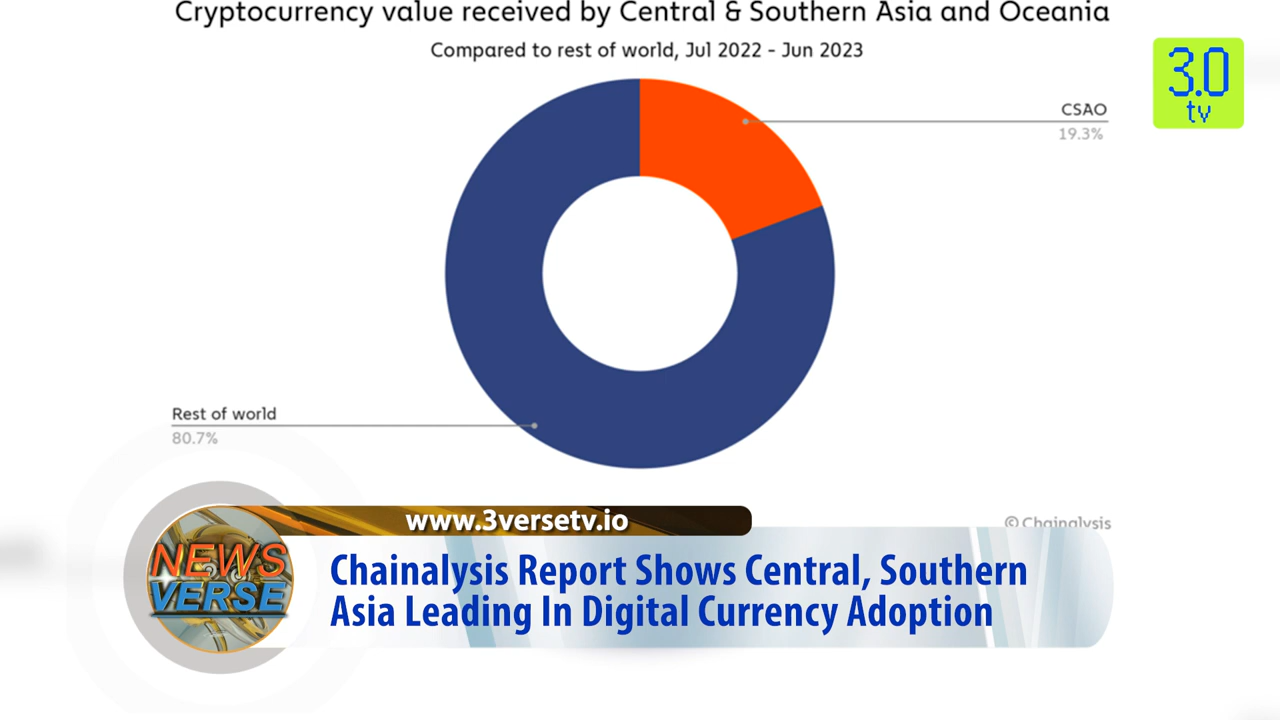 Cryptocurrency value received by Central & Southern Asia and Oceania
Compared to rest of world, Jul 2022 - Jun 2023
3.0
tv
CSAO
19.3%
Rest of world
80.7%
www.3versetv.io
© Chainalysis
NEWS
VERSE
Chainalysis Report Shows Central, Southern
Asia Leading In Digital Currency Adoption